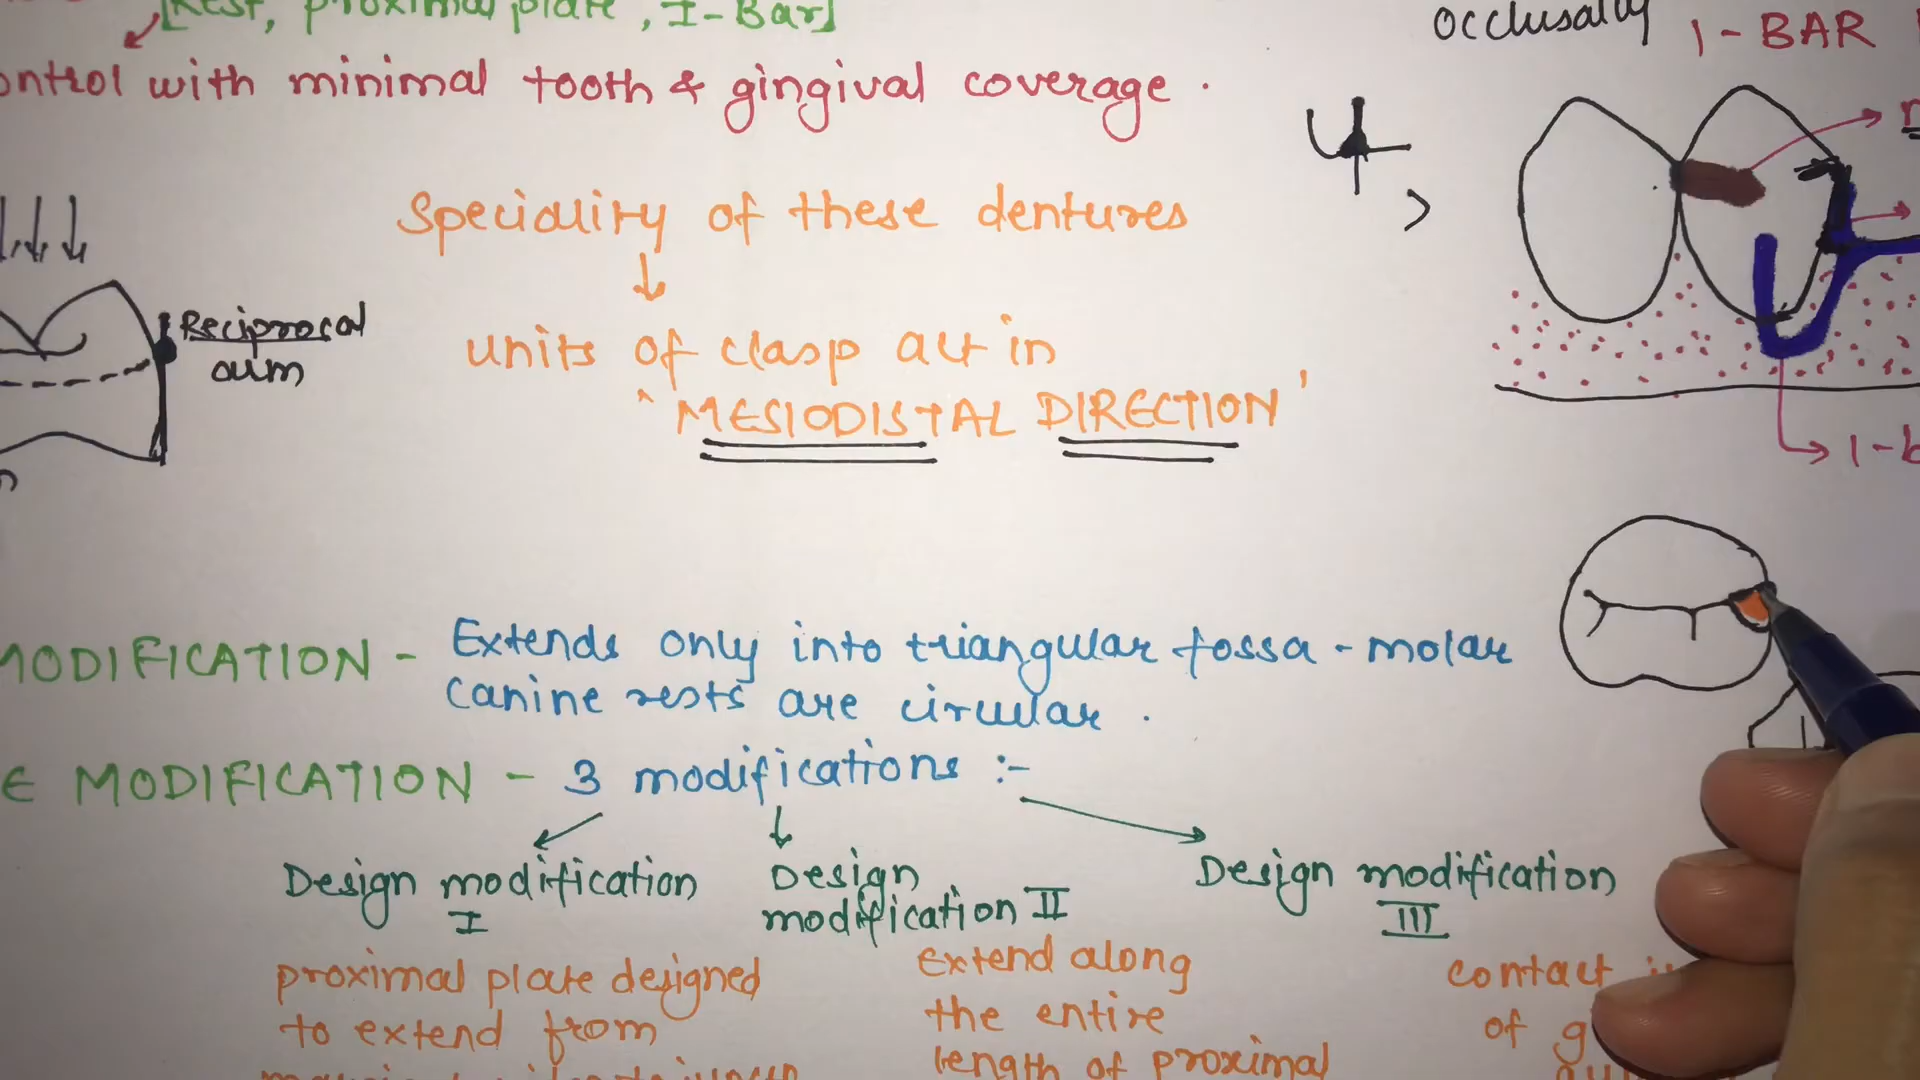 [Rest, proximal plate, I-Bar]
ontrol with minimal tooth & gingival coverage.
occlusally
I-BAR
Speciality of these dentures
units of clasp act in
'MESIODISTAL DIRECTION'
Reciprocal
arm
I-b
MODIFICATION - Extends only into triangular fossa - molar
canine rests are circular.
E MODIFICATION - 3 modifications :-
Design modification
I
Design
modification II
Design modification
III
proximal plate designed
to extend from
Extend along
the entire
length of proximal
contact
of g